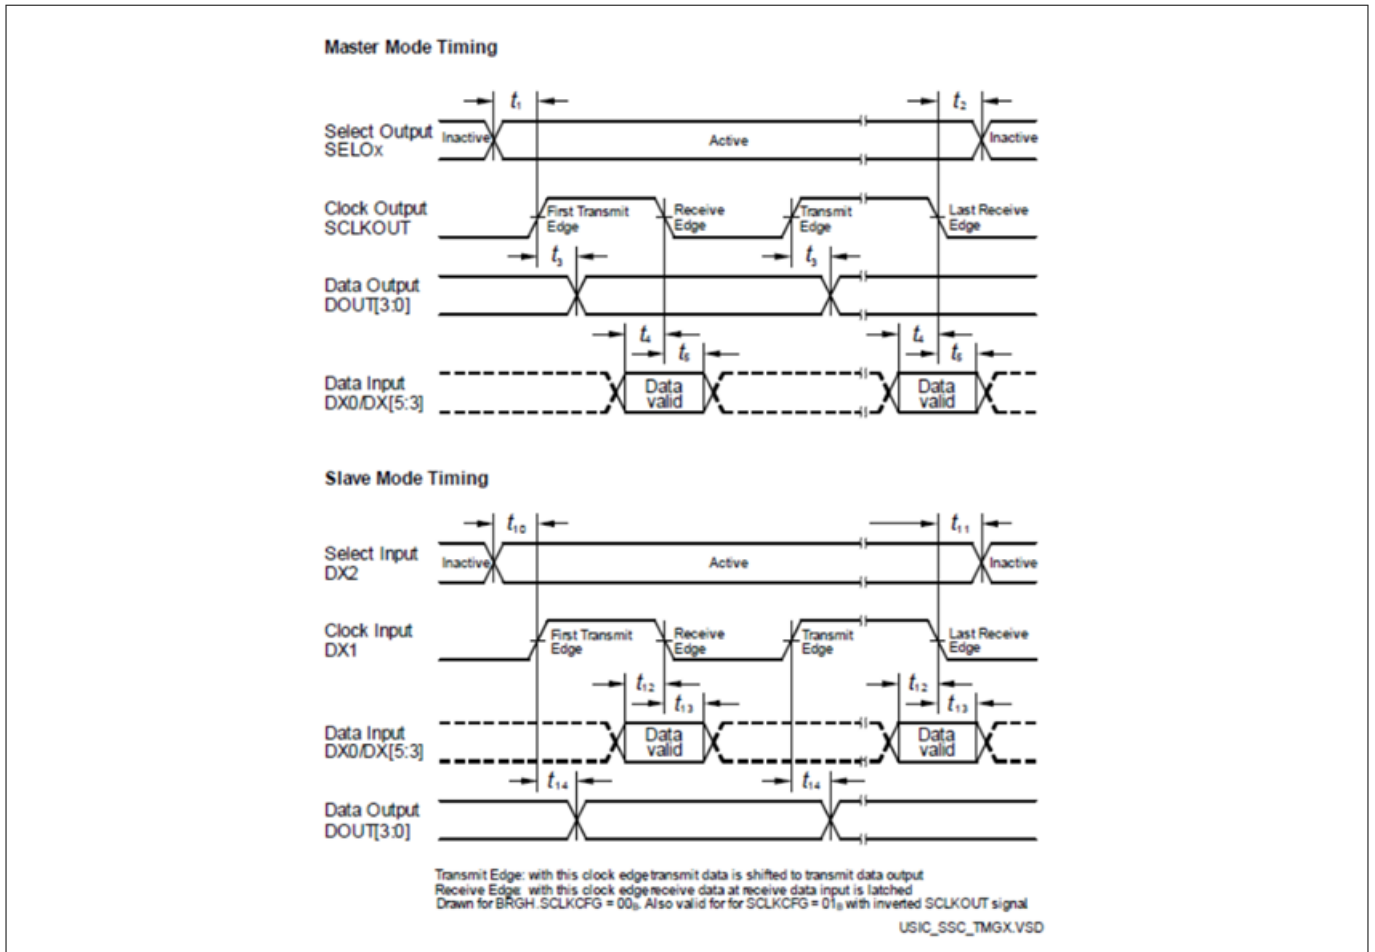 Master Mode Timing
t1
t2
Select Output
SELOx
Inactive
Active
Inactive
Clock Output
SCLKOUT
First Transmit
Edge
Receive
Edge
Transmit
Edge
Last Receive
Edge
t3
t3
Data Output
DOUT[3:0]
t4
t5
t4
t5
Data Input
DX0/DX[5:3]
Data
valid
Data
valid
Slave Mode Timing
t10
t11
Select Input
DX2
Inactive
Active
Inactive
Clock Input
DX1
First Transmit
Edge
Receive
Edge
Transmit
Edge
Last Receive
Edge
t12
t13
t12
t13
Data Input
DX0/DX[5:3]
Data
valid
Data
valid
t14
t14
Data Output
DOUT[3:0]
Transmit Edge: with this clock edge transmit data is shifted to transmit data output
Receive Edge: with this clock edge receive data at receive data input is latched
Drawn for BRGH.SCLKCFG = 00B. Also valid for for SCLKCFG = 01B with inverted SCLKOUT signal
USIC_SSC_TMGX.VSD